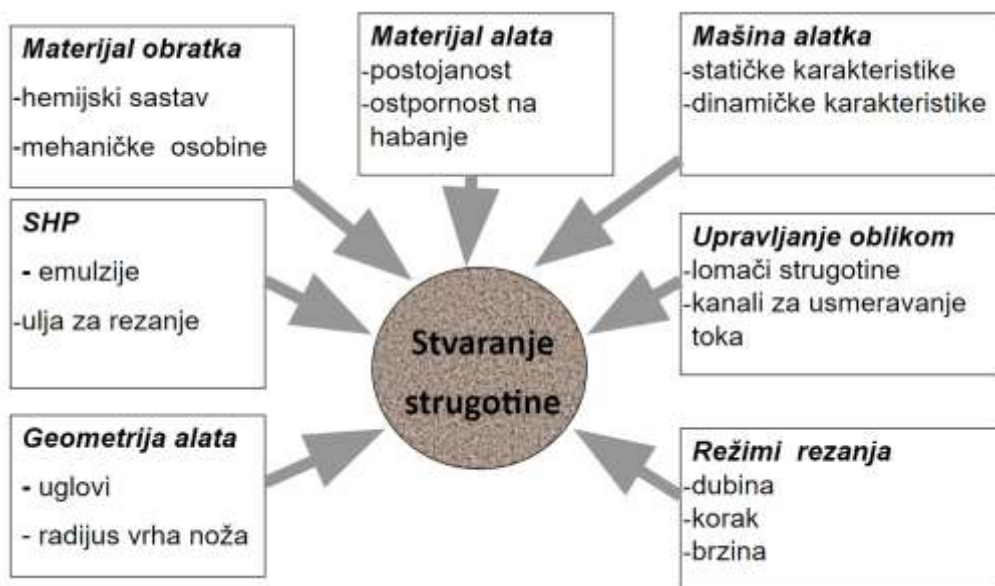 Materijal obratka
-hemijski sastav
-mehaničke osobine
Materijal alata
-postojanost
-ostpornost na
habanje
Mašina alatka
-statičke karakteristike
-dinamičke karakteristike
SHP
- emulzije
-ulja za rezanje
Stvaranje
strugotine
Upravljanje oblikom
-lomači strugotine
-kanali za usmeravanje
toka
Geometrija alata
- uglovi
- radijus vrha noža
Režimi rezanja
-dubina
-korak
-brzina